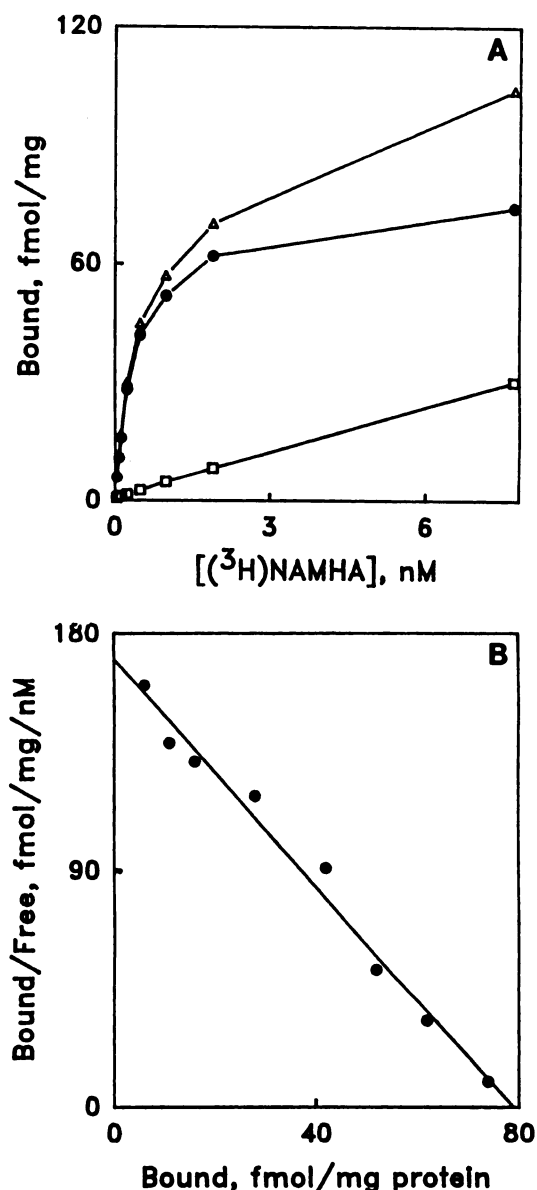 A
120
60
0
Bound, fmol/mg
0 3 6
[(³H)NAMHA], nM
B
180
90
0
Bound/Free, fmol/mg/nM
0 40 80
Bound, fmol/mg protein